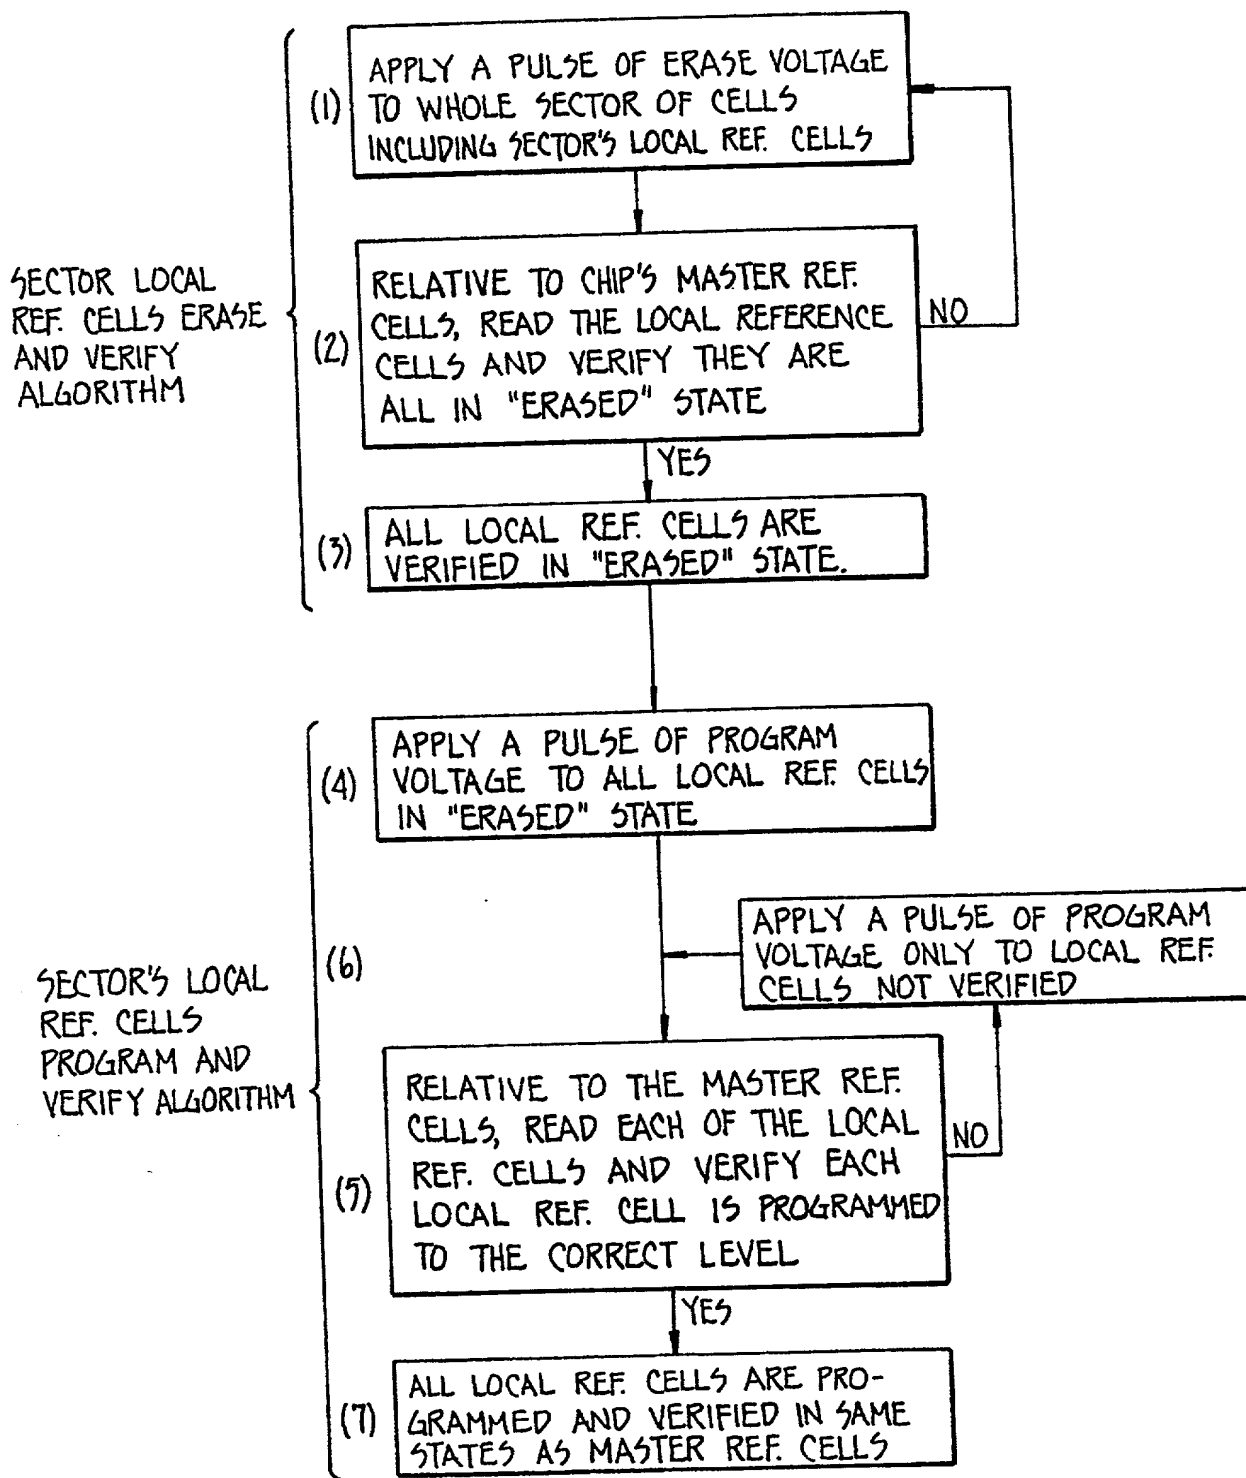 (1)
APPLY A PULSE OF ERASE VOLTAGE
TO WHOLE SECTOR OF CELLS
INCLUDING SECTOR'S LOCAL REF. CELLS
SECTOR LOCAL
REF. CELLS ERASE
AND VERIFY
ALGORITHM
(2)
RELATIVE TO CHIP'S MASTER REF.
CELLS, READ THE LOCAL REFERENCE
CELLS AND VERIFY THEY ARE
ALL IN "ERASED" STATE
NO
YES
(3)
ALL LOCAL REF. CELLS ARE
VERIFIED IN "ERASED" STATE.
(4)
APPLY A PULSE OF PROGRAM
VOLTAGE TO ALL LOCAL REF. CELLS
IN "ERASED" STATE
(6)
APPLY A PULSE OF PROGRAM
VOLTAGE ONLY TO LOCAL REF.
CELLS NOT VERIFIED
SECTOR'S LOCAL
REF. CELLS
PROGRAM AND
VERIFY ALGORITHM
(5)
RELATIVE TO THE MASTER REF.
CELLS, READ EACH OF THE LOCAL
REF. CELLS AND VERIFY EACH
LOCAL REF. CELL IS PROGRAMMED
TO THE CORRECT LEVEL
NO
YES
(7)
ALL LOCAL REF. CELLS ARE PRO-
GRAMMED AND VERIFIED IN SAME
STATES AS MASTER REF. CELLS